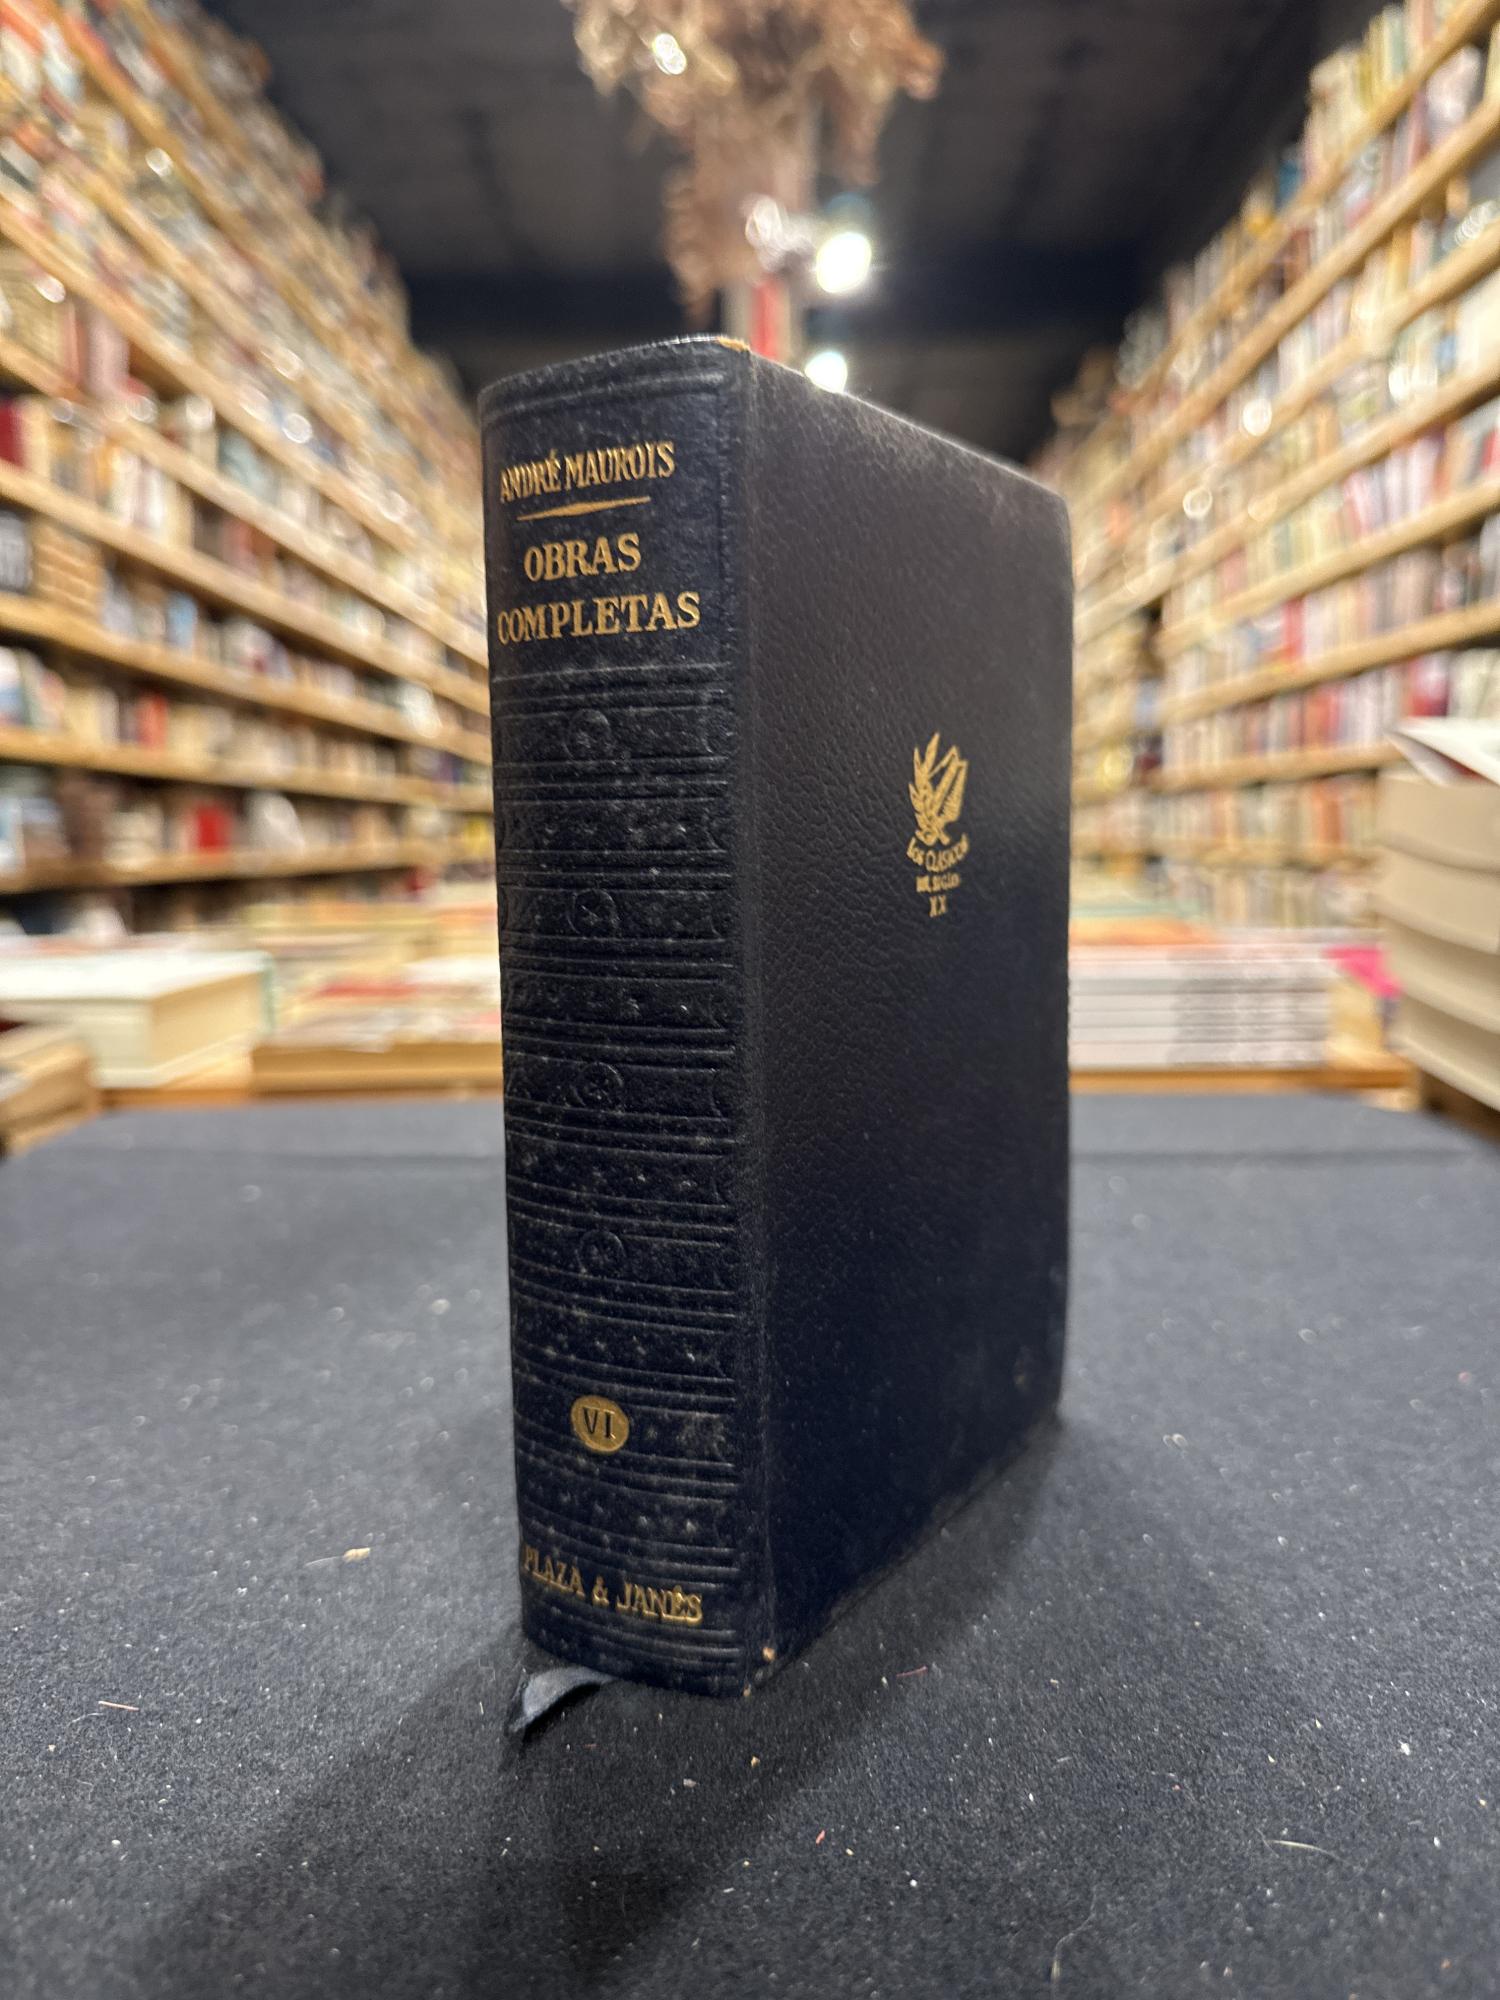 ANDRÉ MAUROIS
OBRAS
COMPLETAS
VI
PLAZA & JANÉS
LOS CLÁSICOS
DEL SIGLO
XX